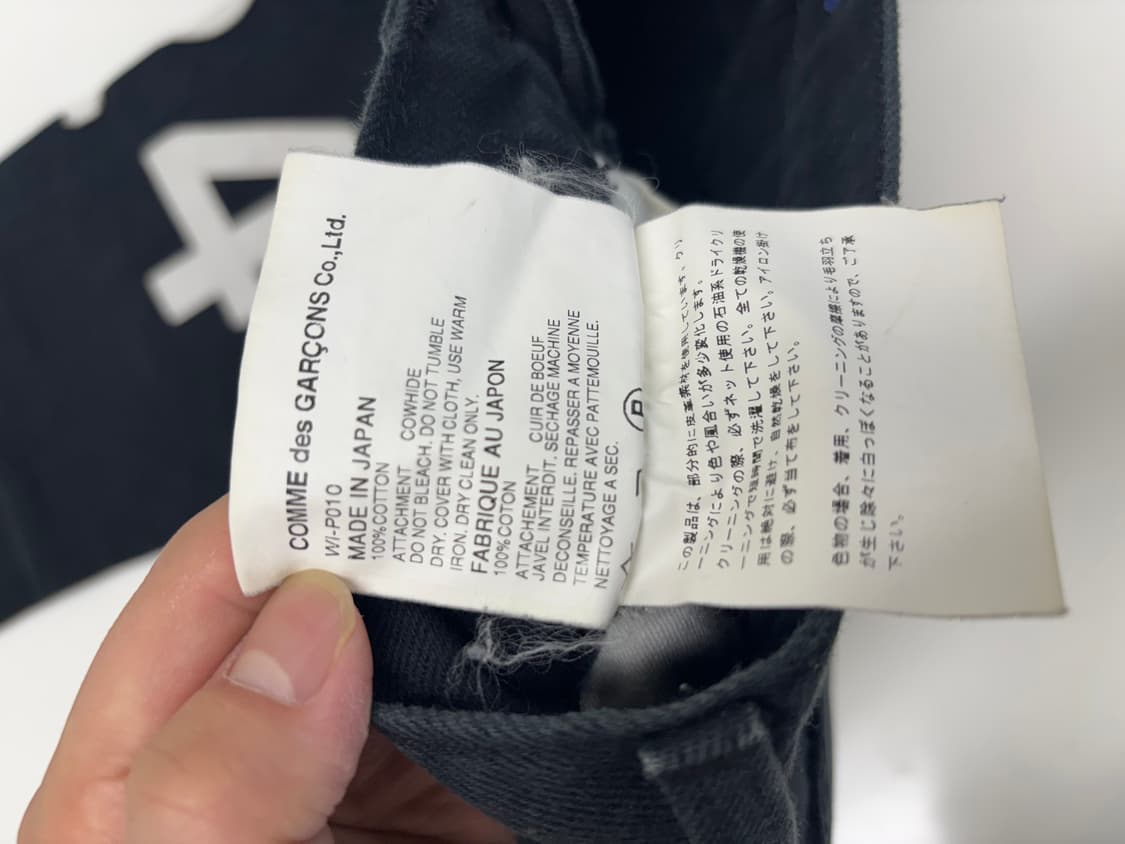 COMME des GARÇONS Co.,Ltd.
WI-P010
MADE IN JAPAN
100%COTTON
ATTACHMENT COWHIDE
DO NOT BLEACH. DO NOT TUMBLE
DRY. COVER WITH CLOTH, USE WARM
IRON. DRY CLEAN ONLY.
FABRIQUE AU JAPON
100%COTON
ATTACHMENT CUIR DE BOEUF
JAVEL INTERDIT. SECHAGE MACHINE
DECONSEILLE. REPASSER A MOYENNE
TEMPERATURE AVEC PATTEMOUILLE.
NETTOYAGE A SEC.
P
この製品は、部分的に皮革素材を使用しています。クリ
ーニングにより色や風合いが多少変化します。
クリーニングの際、必ずネット使用の石油系ドライクリ
ーニングで短時間で洗濯して下さい。全ての乾燥機の使
用は絶対に避け、自然乾燥をして下さい。アイロン掛け
の際、必ず当て布をして下さい。
色物の場合、着用、クリーニングの摩擦により毛羽立ち
が生じ除々に白っぽくなることがありますので、ご了承
下さい。